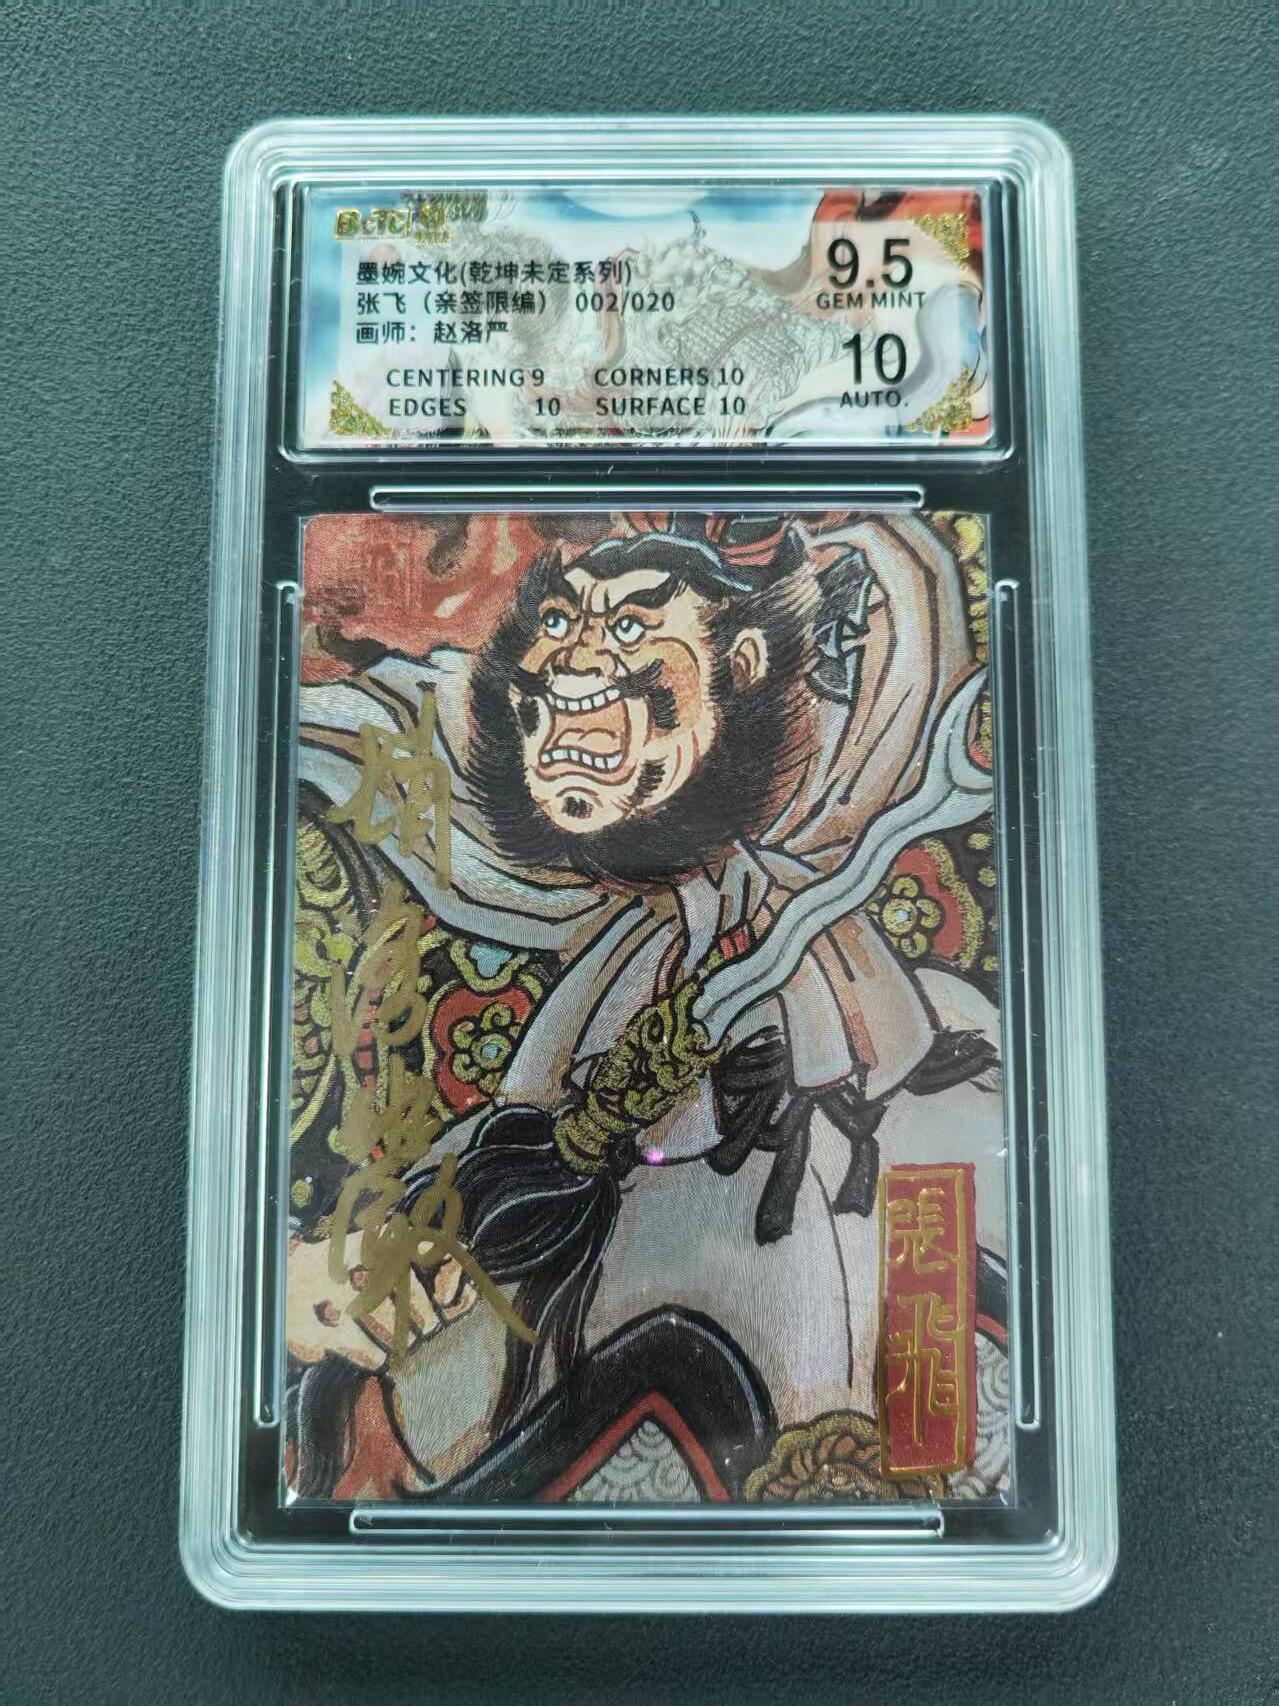 墨婉文化(乾坤未定系列)
张飞（亲签限编） 002/020
画师：赵洛严
CENTERING 9 CORNERS 10
EDGES 10 SURFACE 10
9.5
GEM MINT
10
AUTO.
張飛